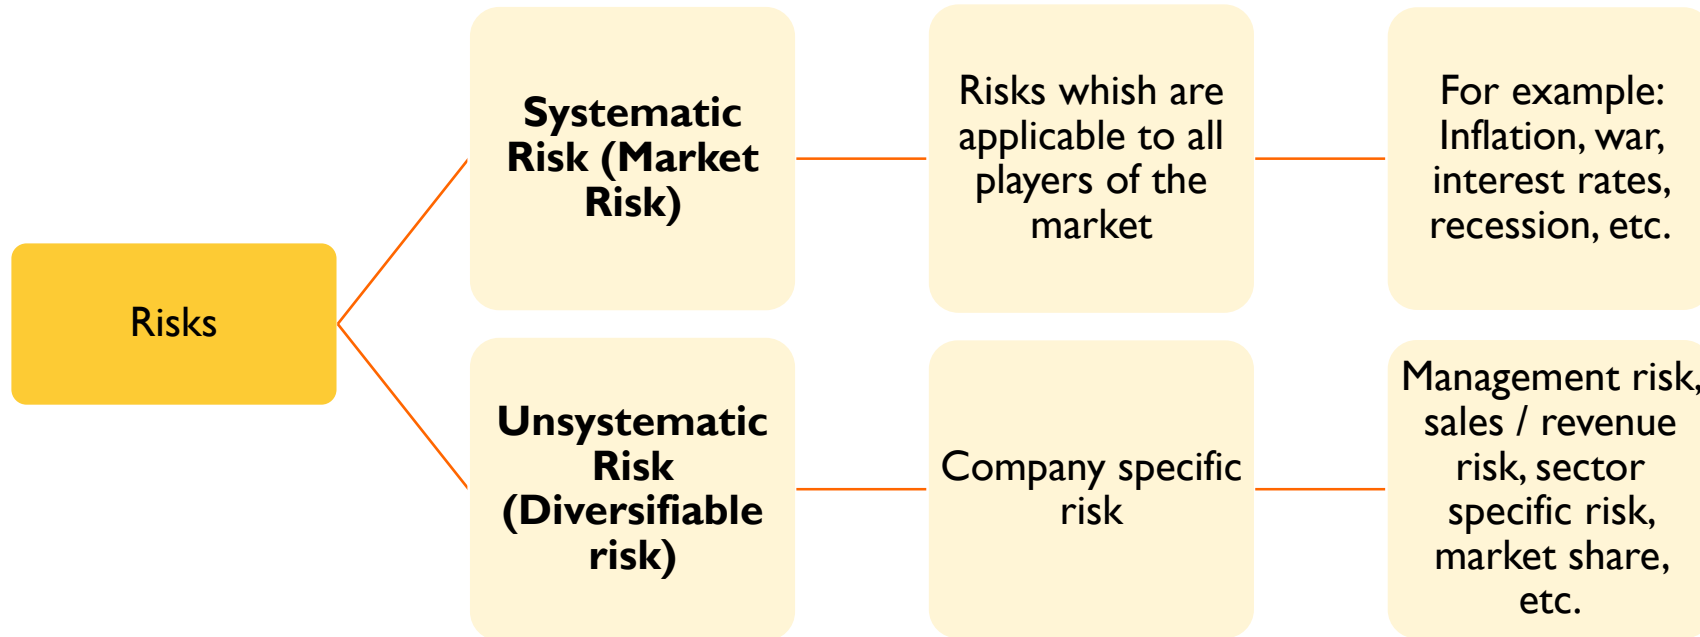 Risks
Systematic
Risk (Market
Risk)
Risks whish are
applicable to all
players of the
market
For example:
Inflation, war,
interest rates,
recession, etc.
Unsystematic
Risk
(Diversifiable
risk)
Company specific
risk
Management risk,
sales / revenue
risk, sector
specific risk,
market share,
etc.